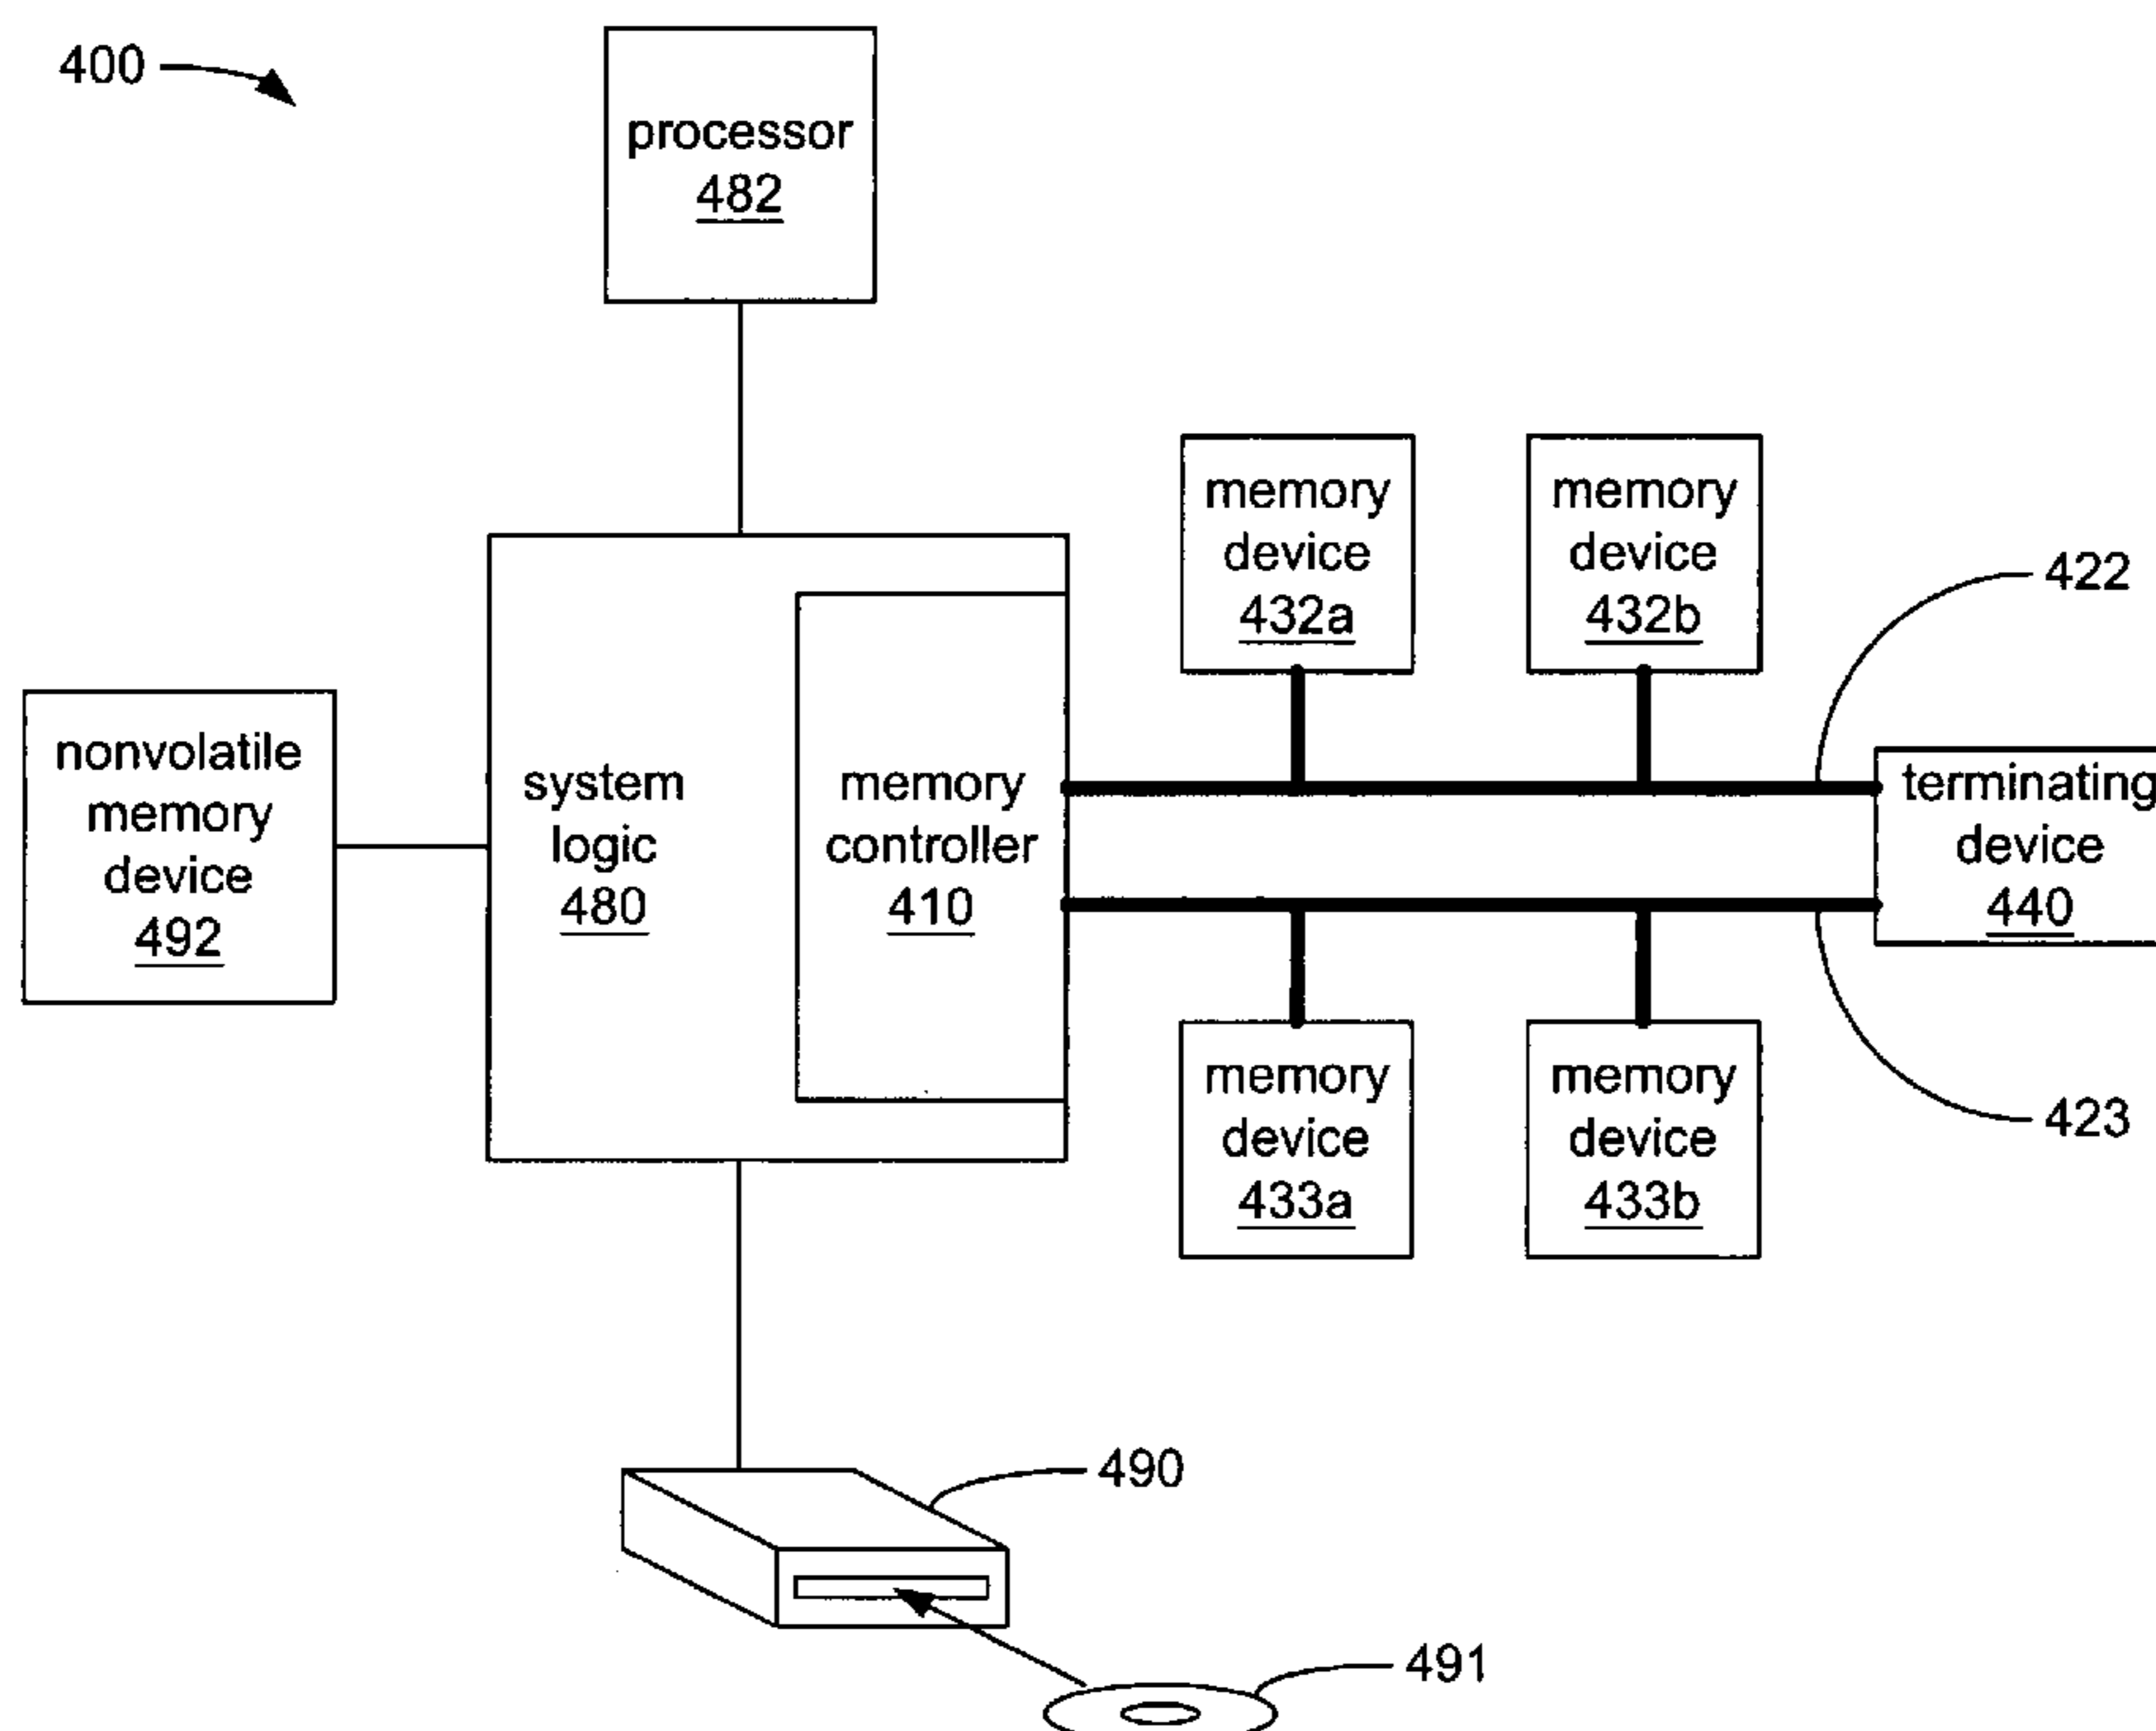 400
processor
482
memory
device
432a
memory
device
432b
422
nonvolatile
memory
device
492
system
logic
480
memory
controller
410
terminating
device
440
memory
device
433a
memory
device
433b
423
490
491